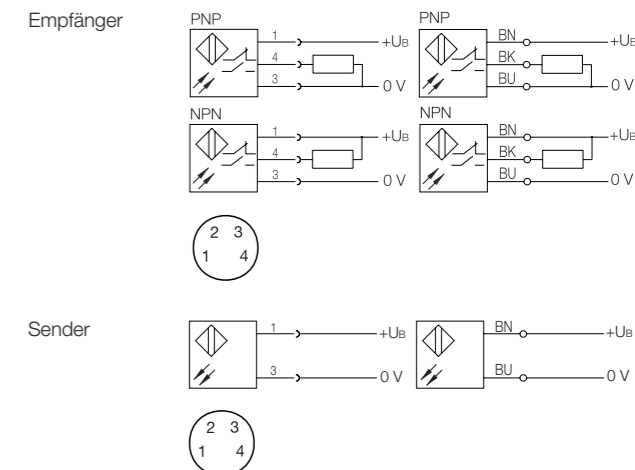 Empfänger
PNP PNP
1 +UB BN +UB
4 BK
3 0 V BU 0 V
NPN NPN
1 +UB BN +UB
4 BK
3 0 V BU 0 V
2 3
1 4
Sender
1 +UB BN +UB
3 0 V BU 0 V
2 3
1 4